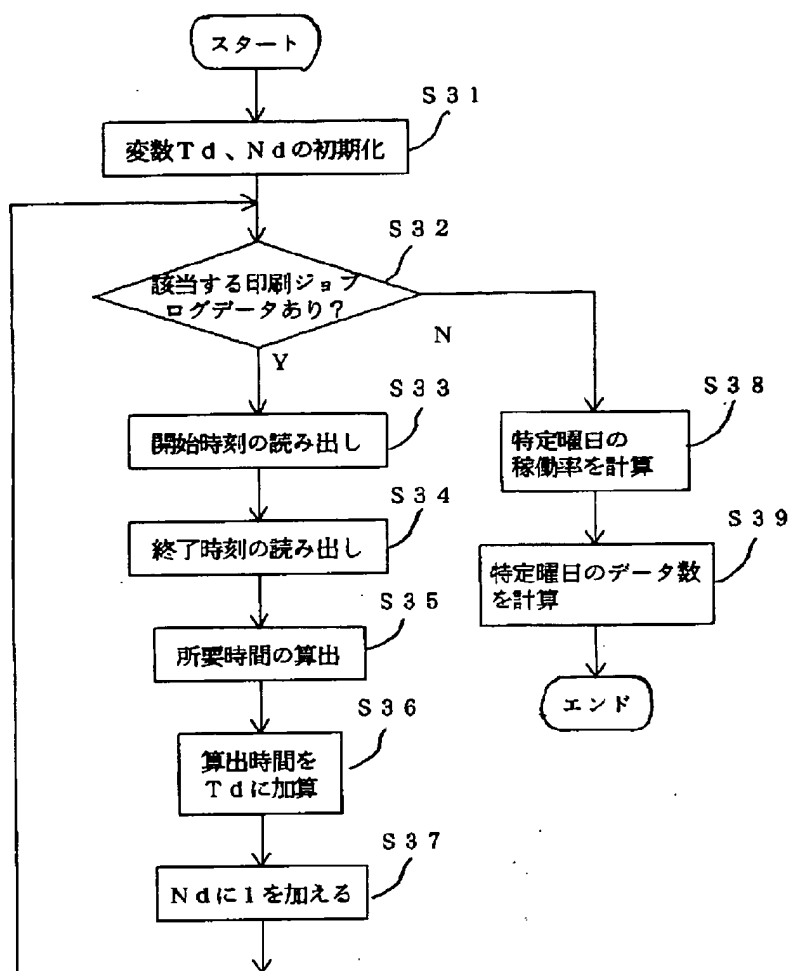 スタート
S31
変数Td、Ndの初期化
S32
該当する印刷ジョブ
ログデータあり？
N
Y
S33
開始時刻の読み出し
S34
終了時刻の読み出し
S35
所要時間の算出
S36
算出時間を
Tdに加算
S37
Ndに1を加える
S38
特定曜日の
稼働率を計算
S39
特定曜日のデータ数
を計算
エンド